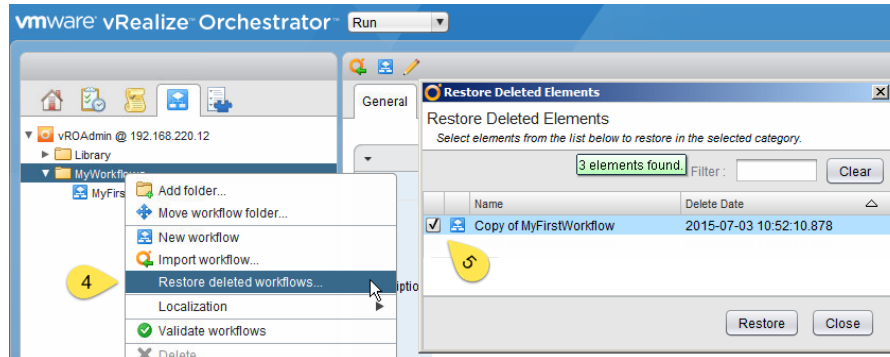 vmware vRealize Orchestrator Run
General
vROAdmin @ 192.168.220.12
Library
MyWorkflows
MyFirs
Add folder...
Move workflow folder...
New workflow
Import workflow...
4
Restore deleted workflows...
Localization
Validate workflows
Delete
ptio
Restore Deleted Elements
Restore Deleted Elements
Select elements from the list below to restore in the selected category.
3 elements found. Filter : Clear
Name Delete Date
Copy of MyFirstWorkflow 2015-07-03 10:52:10.878
5
Restore Close